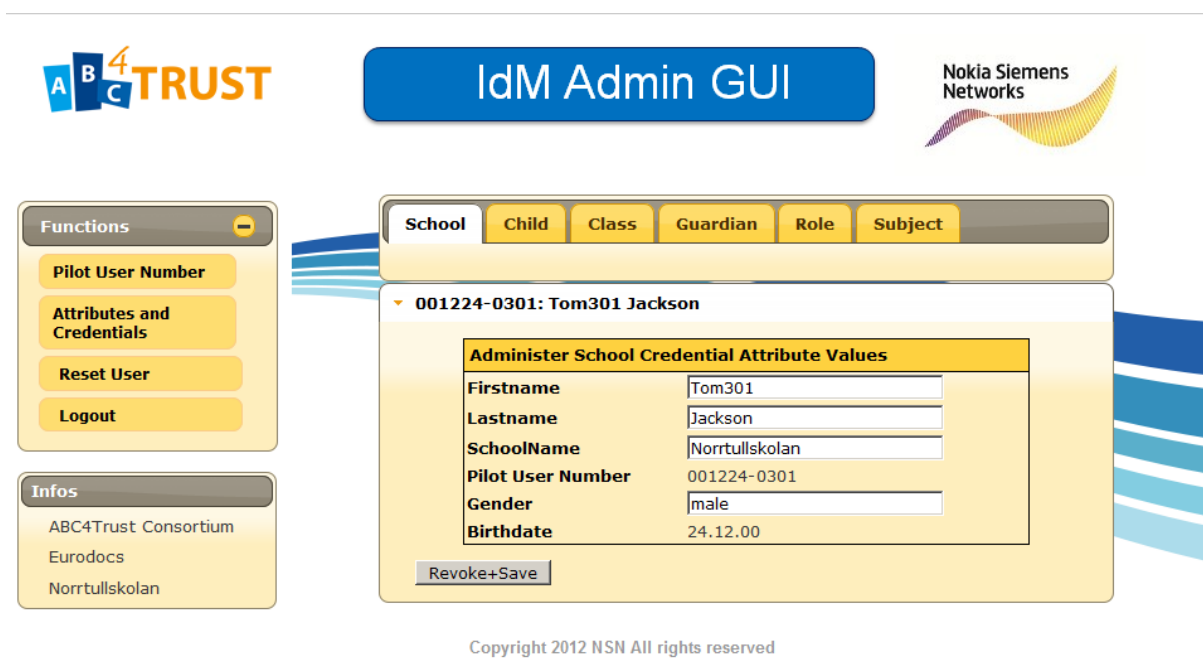 ABC4TRUST
IdM Admin GUI
Nokia Siemens
Networks
Functions
Pilot User Number
Attributes and
Credentials
Reset User
Logout
Infos
ABC4Trust Consortium
Eurodocs
Norrtullskolan
School Child Class Guardian Role Subject
001224-0301: Tom301 Jackson
Administer School Credential Attribute Values
Firstname Tom301
Lastname Jackson
SchoolName Norrtullskolan
Pilot User Number 001224-0301
Gender male
Birthdate 24.12.00
Revoke+Save
Copyright 2012 NSN All rights reserved